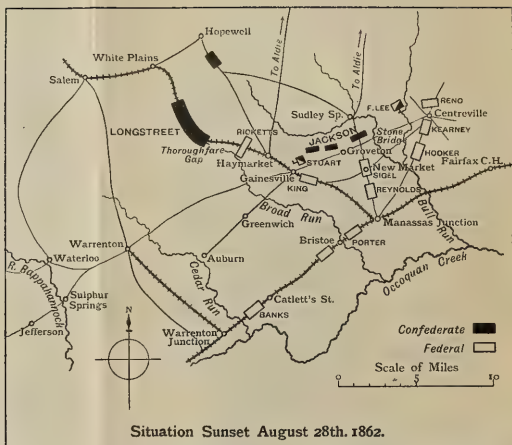 Hopewell
To Aldie
To Aldie
White Plains
Salem
F. LEE
RENO
Sudley Sp.
Centreville
LONGSTREET
RICKETTS
JACKSON
Stone Bridge
KEARNEY
Thoroughfare Gap
Groveton
HOOKER
Haymarket
STUART
New Market
Fairfax C.H.
Gainesville
SIGEL
KING
REYNOLDS
Broad Run
Bull Run
Greenwich
Manassas Junction
Warrenton
Bristoe
PORTER
Waterloo
Auburn
Occoquan Creek
R. Rappahannock
Cedar Run
Sulphur Springs
Catlett's St.
N
BANKS
Confederate
Jefferson
Warrenton Junction
Federal
Scale of Miles
0 5 10
Situation Sunset August 28th. 1862.